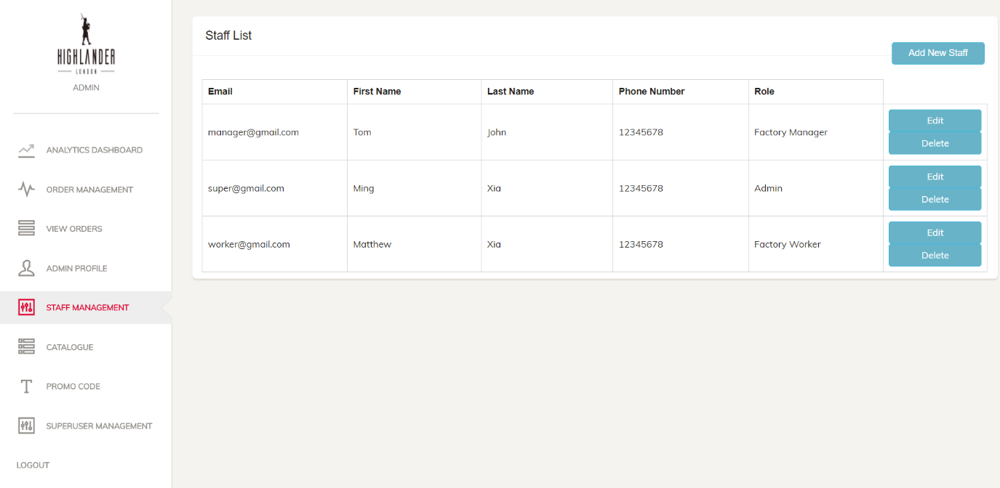 HIGHLANDER
LONDON
ADMIN
ANALYTICS DASHBOARD
ORDER MANAGEMENT
VIEW ORDERS
ADMIN PROFILE
STAFF MANAGEMENT
CATALOGUE
PROMO CODE
SUPERUSER MANAGEMENT
LOGOUT
Staff List
Add New Staff
Email First Name Last Name Phone Number Role
manager@gmail.com Tom John 12345678 Factory Manager
Edit
Delete
super@gmail.com Ming Xia 12345678 Admin
Edit
Delete
worker@gmail.com Matthew Xia 12345678 Factory Worker
Edit
Delete